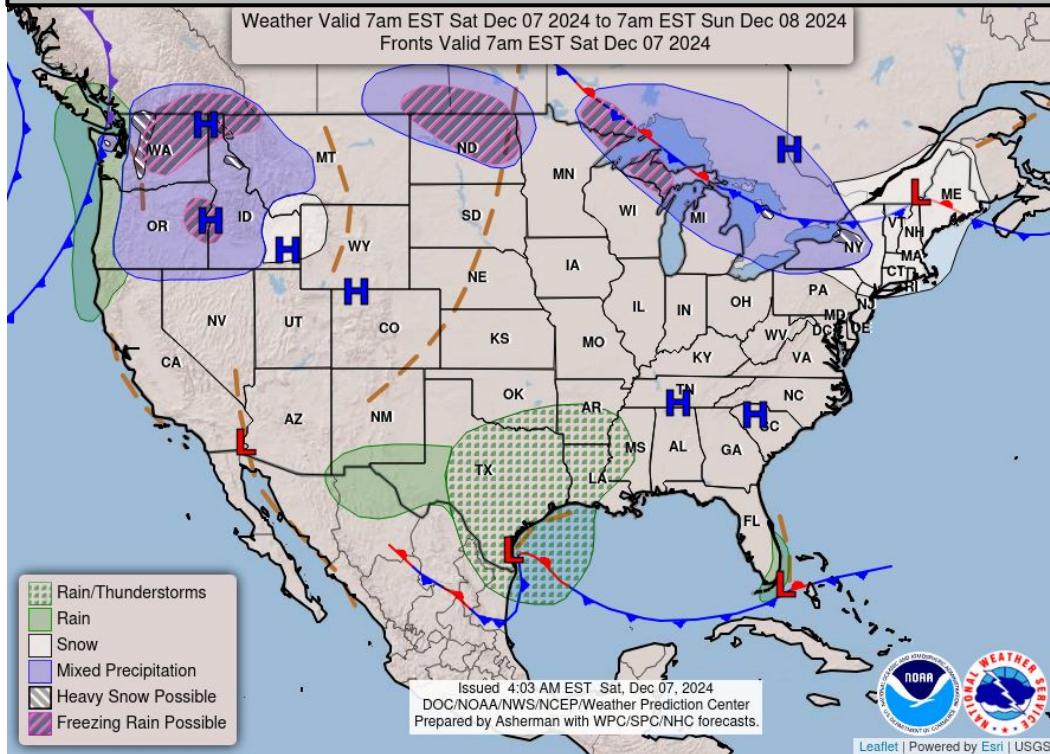 Weather Valid 7am EST Sat Dec 07 2024 to 7am EST Sun Dec 08 2024
Fronts Valid 7am EST Sat Dec 07 2024
H
H
WA
MT
ND
MN
L
ME
OR
H
ID
H
SD
WI
MI
VT
NH
NY
MA
WY
CT
RI
H
NE
IA
PA
NJ
NV
UT
CO
IL
IN
OH
MD
DE
DC
WV
KS
MO
VA
CA
KY
TN
NC
OK
AR
H
H
SC
AZ
NM
L
MS
AL
GA
TX
LA
FL
L
L
Rain/Thunderstorms
Rain
Snow
Mixed Precipitation
Heavy Snow Possible
Freezing Rain Possible
Issued 4:03 AM EST Sat, Dec 07, 2024
DOC/NOAA/NWS/NCEP/Weather Prediction Center
Prepared by Asherman with WPC/SPC/NHC forecasts.
NOAA
NATIONAL WEATHER SERVICE
Leaflet | Powered by Esri | USGS